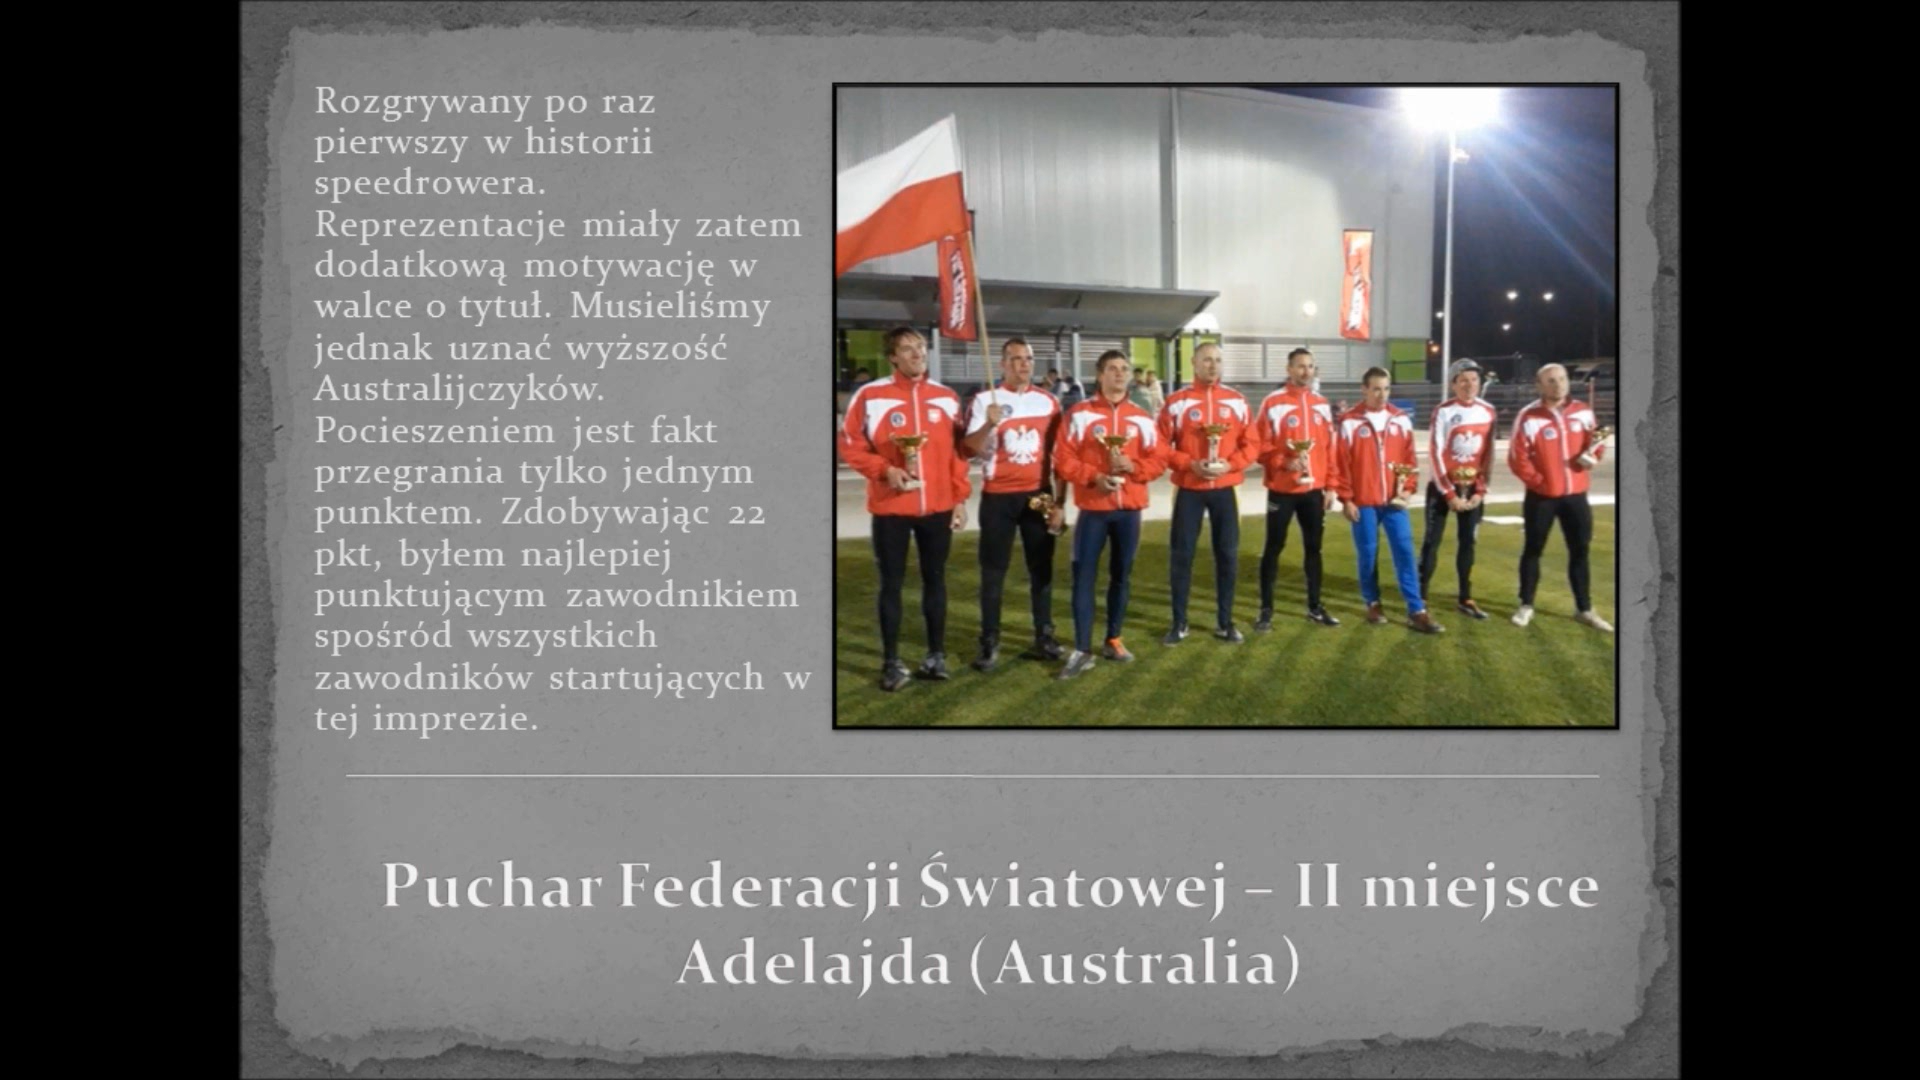 Rozgrywany po raz
pierwszy w historii
speedrowera.
Reprezentacje miały zatem
dodatkową motywację w
walce o tytuł. Musieliśmy
jednak uznać wyższość
Australijczyków.
Pocieszeniem jest fakt
przegrania tylko jednym
punktem. Zdobywając 22
pkt, byłem najlepiej
punktującym zawodnikiem
spośród wszystkich
zawodników startujących w
tej imprezie.
Puchar Federacji Światowej – II miejsce
Adelajda (Australia)